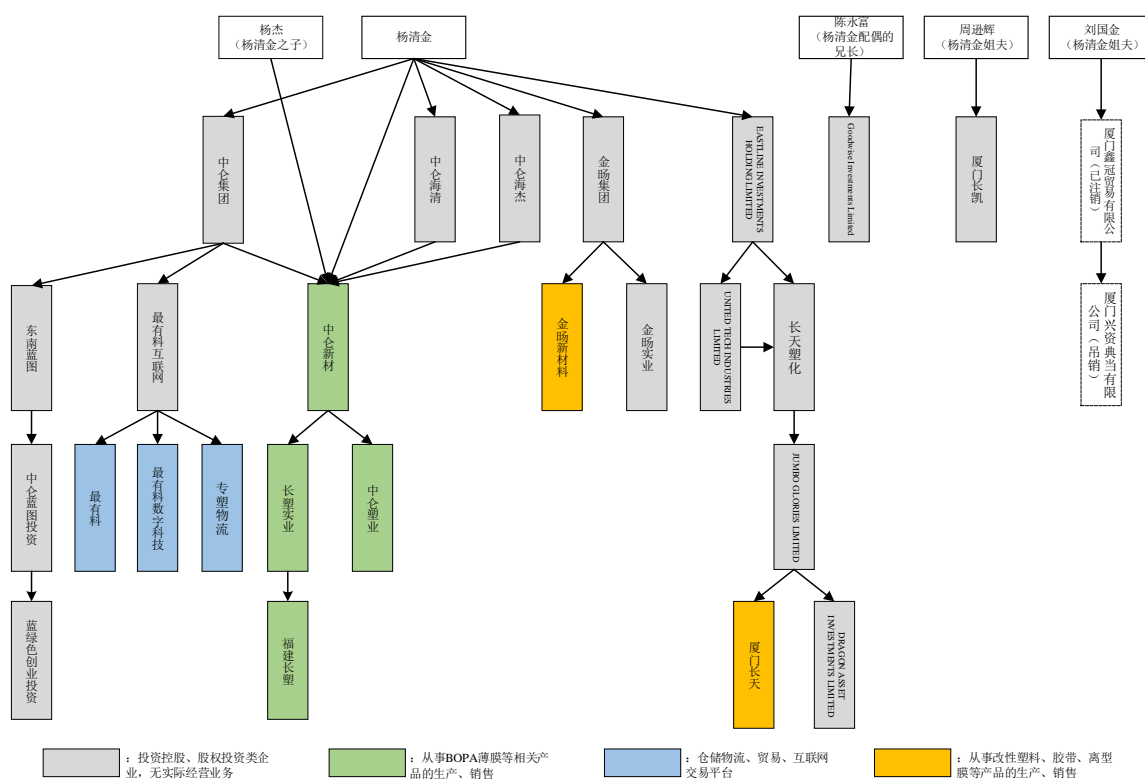 杨杰
（杨清金之子）
杨清金
陈永富
（杨清金配偶的
兄长）
周逊辉
（杨清金姐夫）
刘国金
（杨清金姐夫）
中仑集团
中仑海清
中仑海杰
金旸集团
EASTLINE INVESTMENTS
HOLDING LIMITED
Goodwise Investments Limited
厦门长凯
厦门鑫冠贸易有限公
司（已注销）
东南蓝图
最有料互联网
中仑新材
金旸新材料
金旸实业
UNITED TECH INDUSTRIES
LIMITED
长天塑化
厦门兴资典当有限
公司（吊销）
中仑蓝图投资
最有料
最有料数字科技
专塑物流
长塑实业
中仑塑业
JUMBO GLORIES LIMITED
蓝绿色创业投资
福建长塑
厦门长天
DRAGON ASSET
INVESTMENTS LIMITED
：投资控股、股权投资类企
业，无实际经营业务
：从事BOPA薄膜等相关产
品的生产、销售
：仓储物流、贸易、互联网
交易平台
：从事改性塑料、胶带、离型
膜等产品的生产、销售